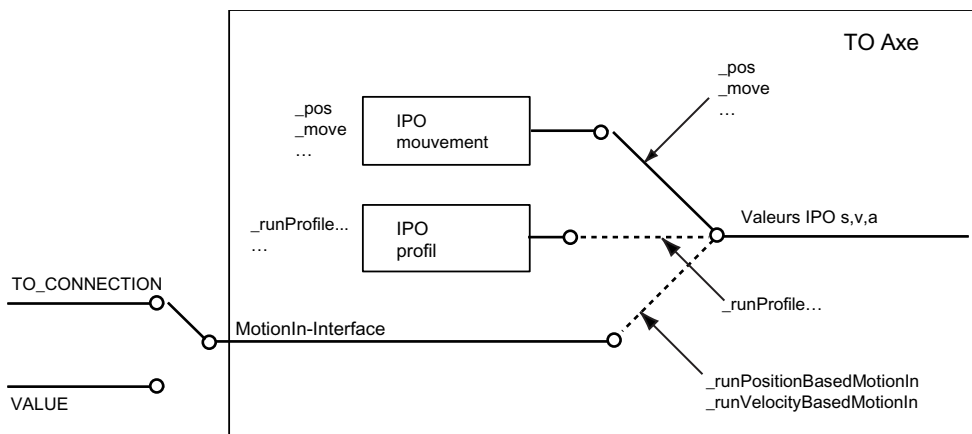 TO Axe
_pos
_move
…
_pos
_move
…
IPO
mouvement
_runProfile...
…
IPO
profil
Valeurs IPO s,v,a
TO_CONNECTION
_runProfile…
MotionIn-Interface
_runPositionBasedMotionIn
_runVelocityBasedMotionIn
VALUE